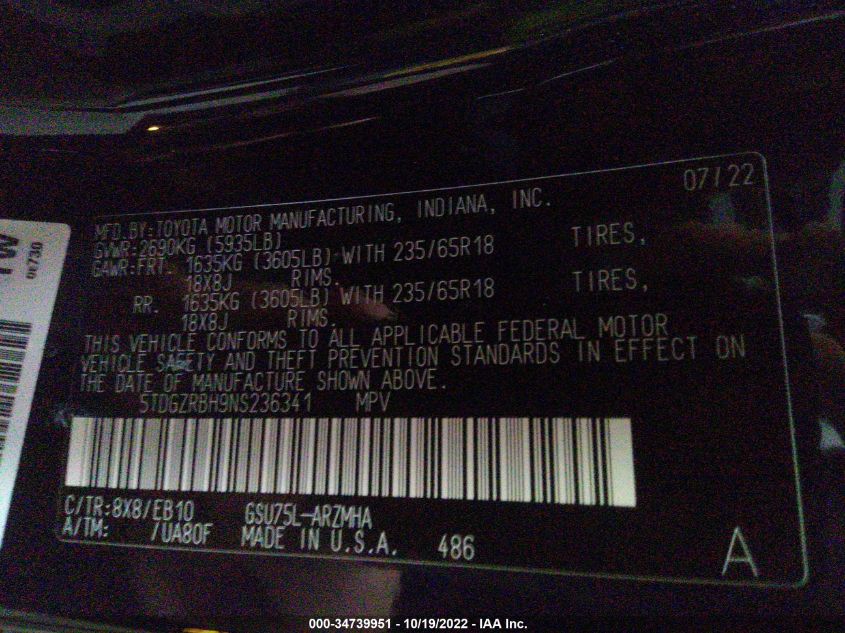 07/22
MFD.BY:TOYOTA MOTOR MANUFACTURING, INDIANA, INC.
GVWR:2690KG (5935LB)
GAWR:FRT. 1635KG (3605LB) WITH 235/65R18 TIRES,
18X8J RIMS.
RR. 1635KG (3605LB) WITH 235/65R18 TIRES,
18X8J RIMS.
THIS VEHICLE CONFORMS TO ALL APPLICABLE FEDERAL MOTOR
VEHICLE SAFETY AND THEFT PREVENTION STANDARDS IN EFFECT ON
THE DATE OF MANUFACTURE SHOWN ABOVE.
5TDGZRBH9NS236341 MPV
C/TR:8X8/EB10 GSU75L-ARZMHA
A/TM: /UA80F MADE IN U.S.A. 486
A
0E730
000-34739951 - 10/19/2022 - IAA Inc.